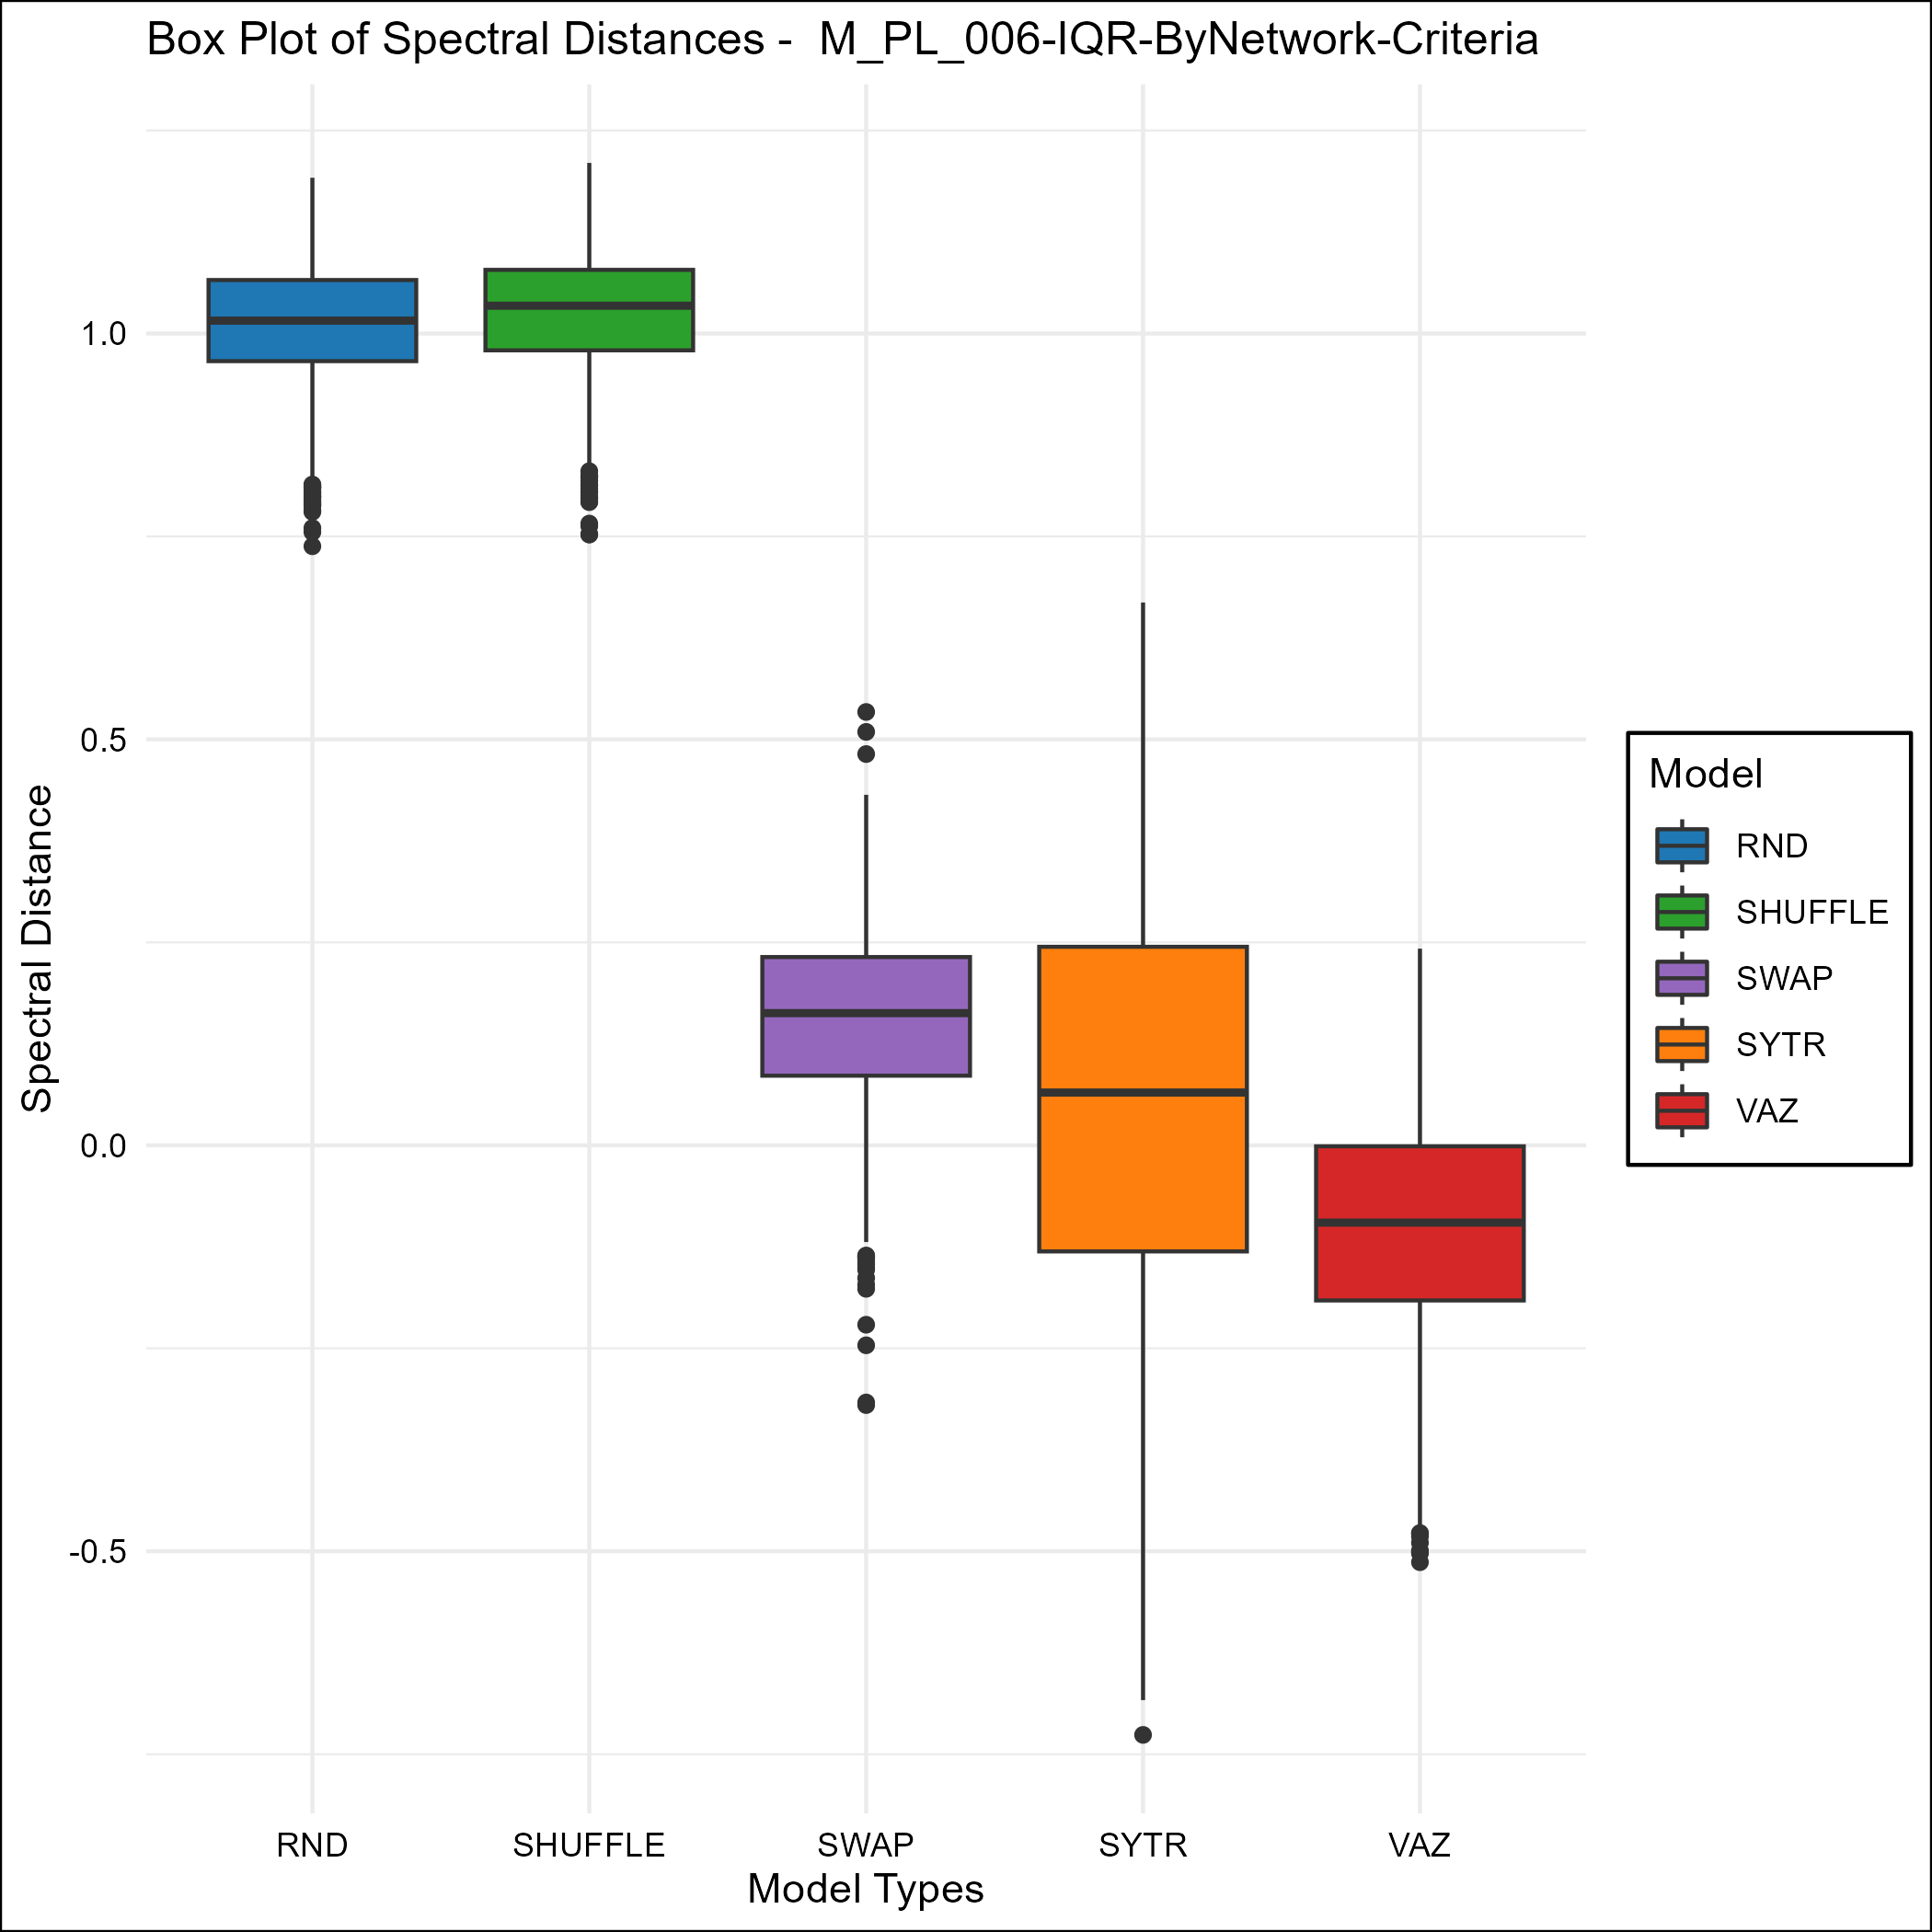 Box Plot of Spectral Distances -  M_PL_006-IQR-ByNetwork-Criteria
Spectral Distance
1.0
0.5
0.0
-0.5
RND SHUFFLE SWAP SYTR VAZ
Model Types
Model
RND
SHUFFLE
SWAP
SYTR
VAZ